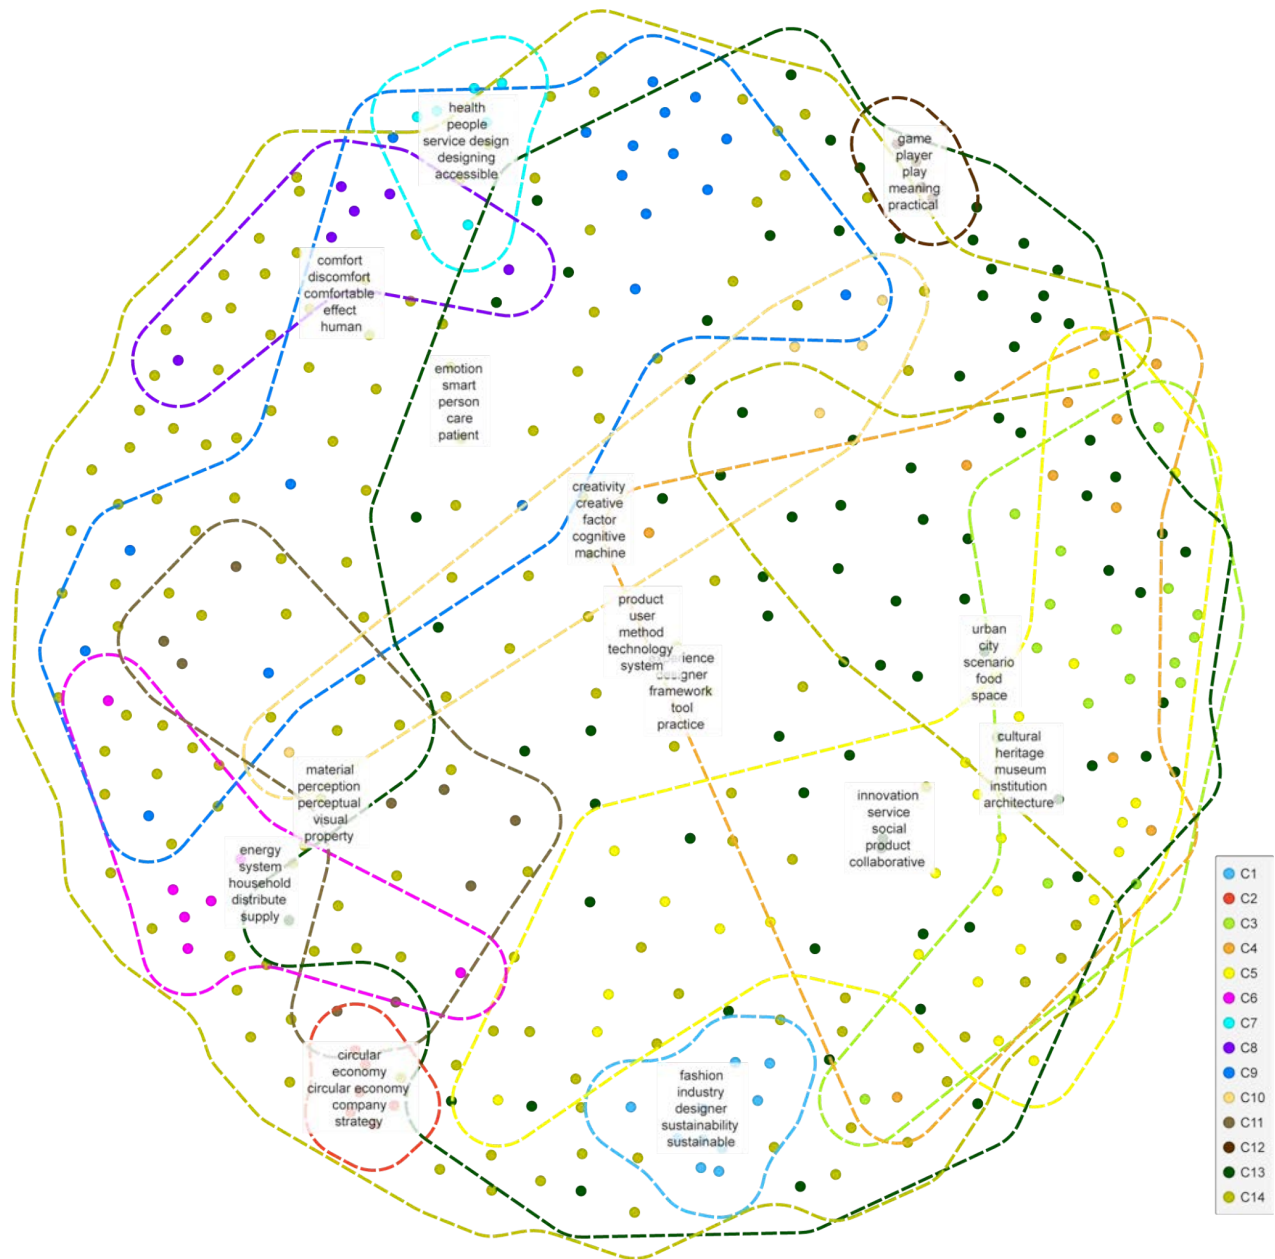 health
people
service design
designing
accessible
game
player
play
meaning
practical
comfort
discomfort
comfortable
effect
human
emotion
smart
person
care
patient
creativity
creative
factor
cognitive
machine
product
user
method
technology
system
experience
designer
framework
tool
practice
urban
city
scenario
food
space
cultural
heritage
museum
institution
architecture
material
perception
perceptual
visual
property
innovation
service
social
product
collaborative
energy
system
household
distribute
supply
circular
economy
circular economy
company
strategy
fashion
industry
designer
sustainability
sustainable
C1
C2
C3
C4
C5
C6
C7
C8
C9
C10
C11
C12
C13
C14